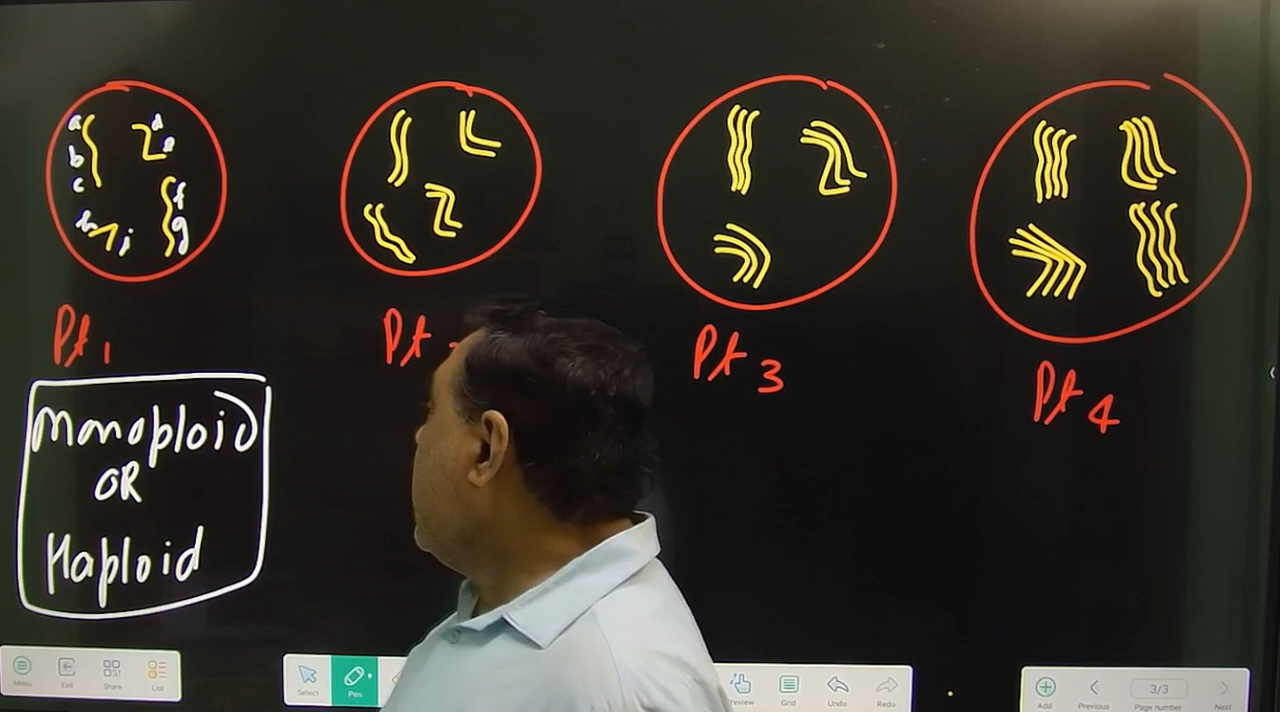 a
b
c
d
e
f
g
h
i
Pt 1
Pt
Pt 3
Pt 4
Monoploid
OR
Haploid
Menu
Exit
Share
List
Select
Pen
Grid
Undo
Redo
Add
Previous
3/3
Page number
Next